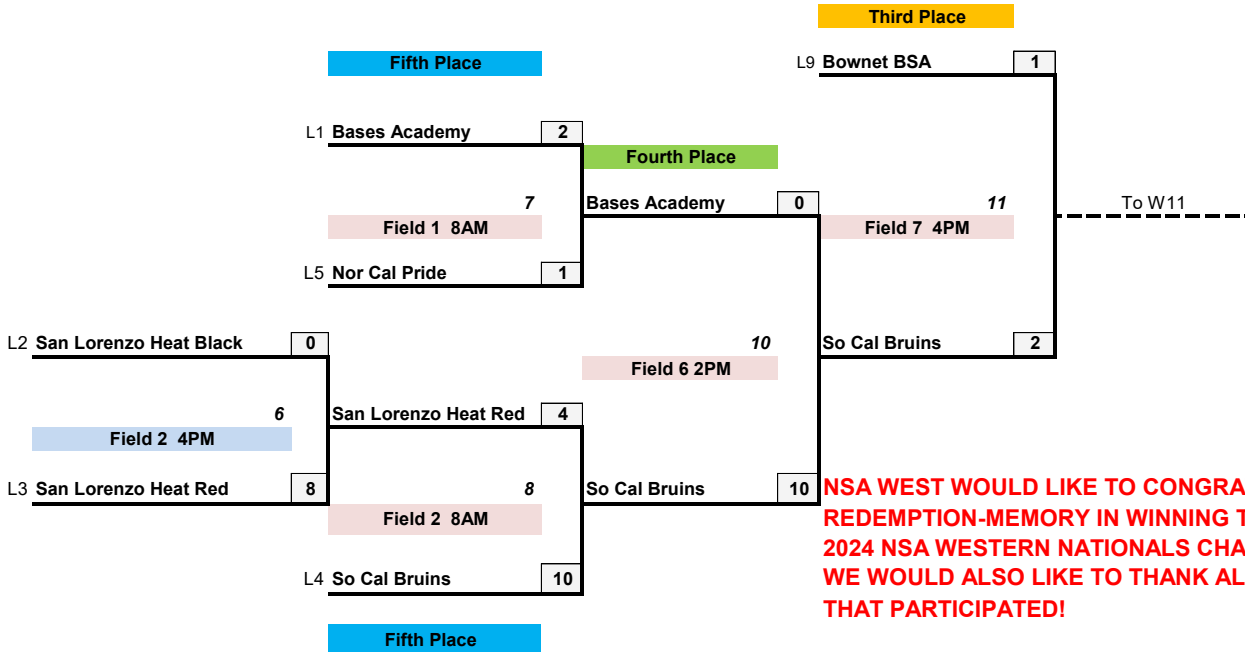 Third Place
Fifth Place
L9 Bownet BSA 1
L1 Bases Academy 2
Fourth Place
7 Bases Academy 0 11 To W11
Field 1 8AM Field 7 4PM
L5 Nor Cal Pride 1
L2 San Lorenzo Heat Black 0 10 So Cal Bruins 2
Field 6 2PM
6 San Lorenzo Heat Red 4
Field 2 4PM
L3 San Lorenzo Heat Red 8 8 So Cal Bruins 10 NSA WEST WOULD LIKE TO
Field 2 8AM REDEMPTION-MEMORY IN WINNING
2024 NSA WESTERN NATIONALS
L4 So Cal Bruins 10 WE WOULD ALSO LIKE TO THANK
THAT PARTICIPATED!
Fifth Place